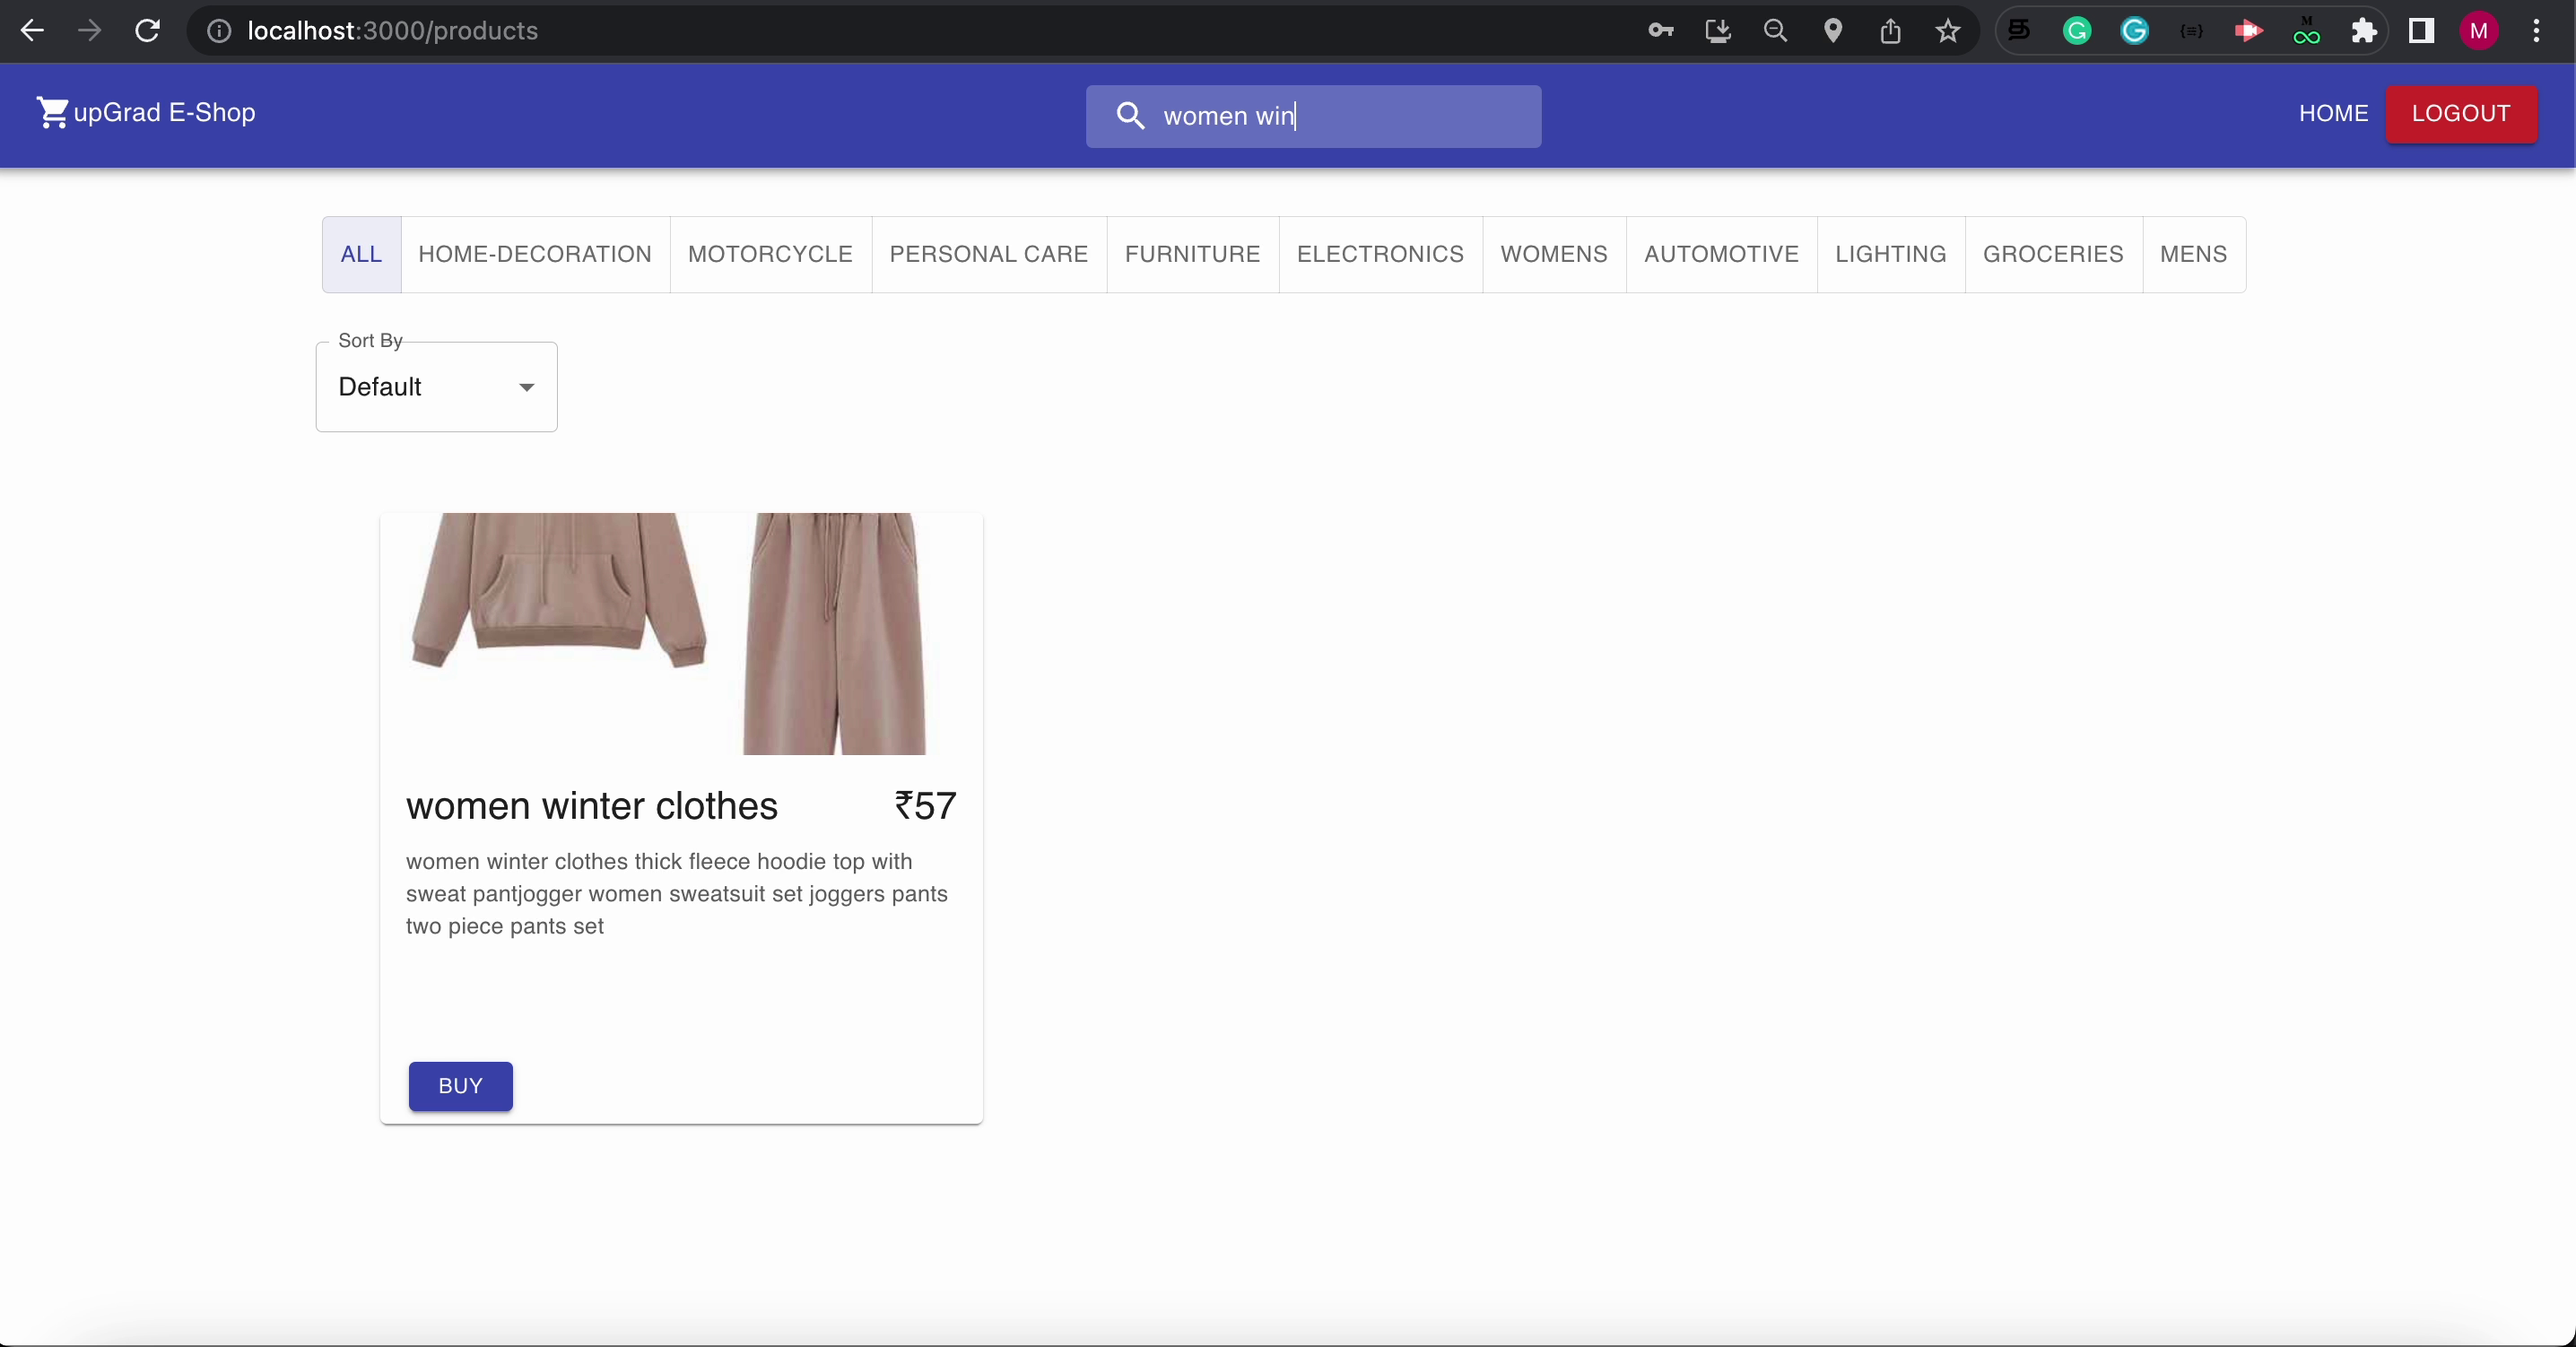 localhost:3000/products
M
M
upGrad E-Shop
women win
HOME
LOGOUT
ALL
HOME-DECORATION
MOTORCYCLE
PERSONAL CARE
FURNITURE
ELECTRONICS
WOMENS
AUTOMOTIVE
LIGHTING
GROCERIES
MENS
Sort By
Default
women winter clothes
₹57
women winter clothes thick fleece hoodie top with
sweat pantjogger women sweatsuit set joggers pants
two piece pants set
BUY